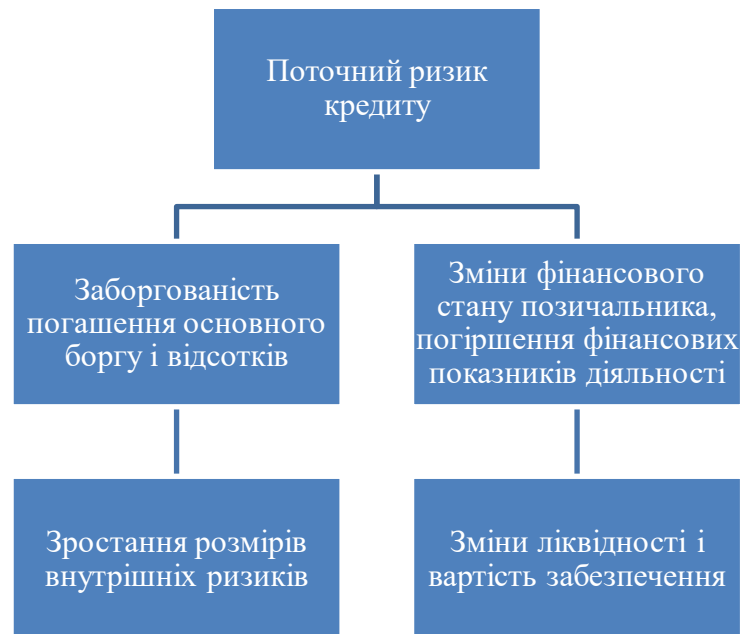 Поточний ризик
кредиту
Заборгованість
погашення основного
боргу і відсотків
Зміни фінансового
стану позичальника,
погіршення фінансових
показників діяльності
Зростання розмірів
внутрішніх ризиків
Зміни ліквідності і
вартість забезпечення